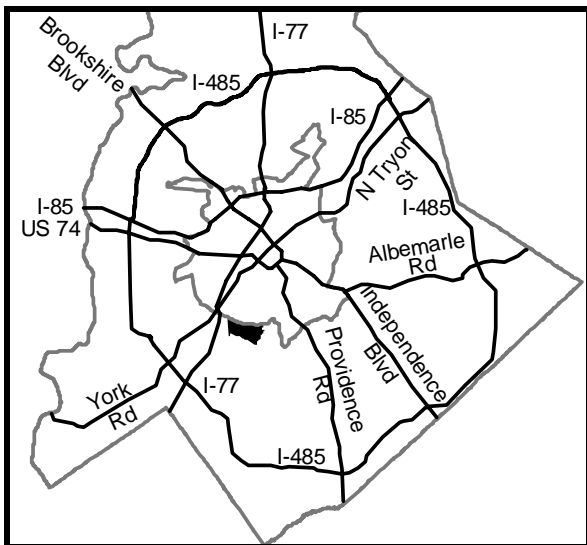 I-77
Brookshire
Blvd
I-485
I-85
N Tryon
St
I-85
US 74
I-485
Albemarle
Rd
Independence
Blvd
Providence
Rd
York
Rd
I-77
I-485